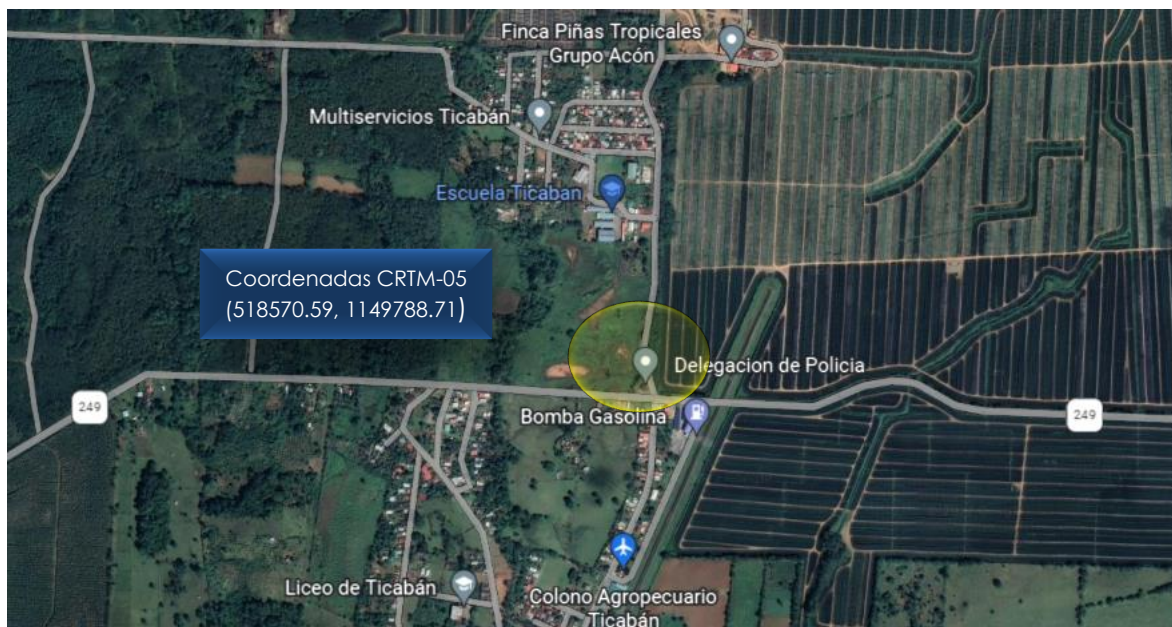 Finca Piñas Tropicales
Grupo Acón
Multiservicios Ticabán
Escuela Ticaban
Coordenadas CRTM-05
(518570.59, 1149788.71)
Delegacion de Policia
249
Bomba Gasolina
249
Liceo de Ticabán
Colono Agropecuario
Ticabán